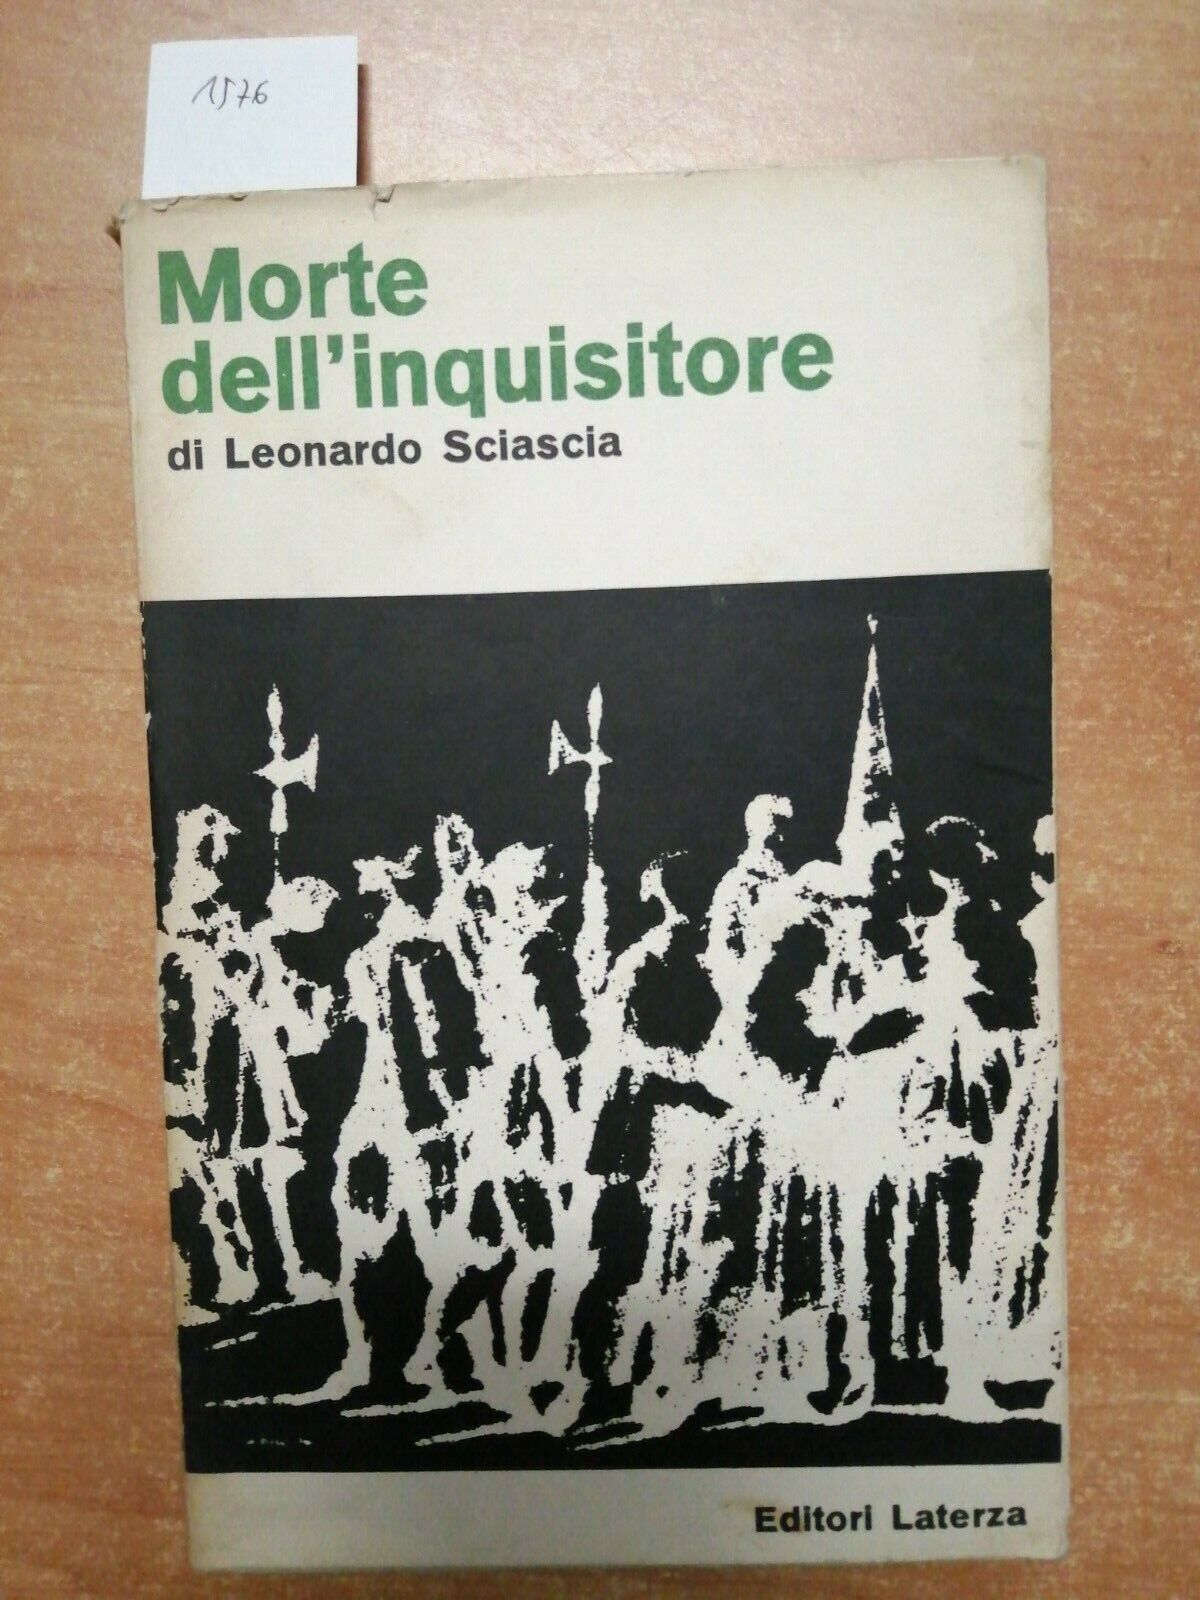 1576
Morte
dell'inquisitore
di Leonardo Sciascia
Editori Laterza